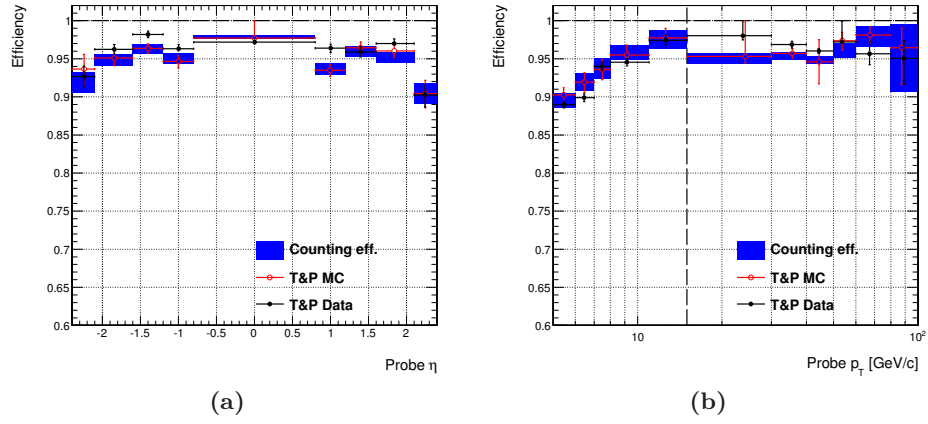 Efficiency
1
0.95
0.9
0.85
0.8
0.75
0.7
0.65
0.6
Counting eff.
T&P MC
T&P Data
-2 -1.5 -1 -0.5 0 0.5 1 1.5 2
Probe η
(a)
Efficiency
1
0.95
0.9
0.85
0.8
0.75
0.7
0.65
0.6
Counting eff.
T&P MC
T&P Data
10 10²
Probe p_T [GeV/c]
(b)